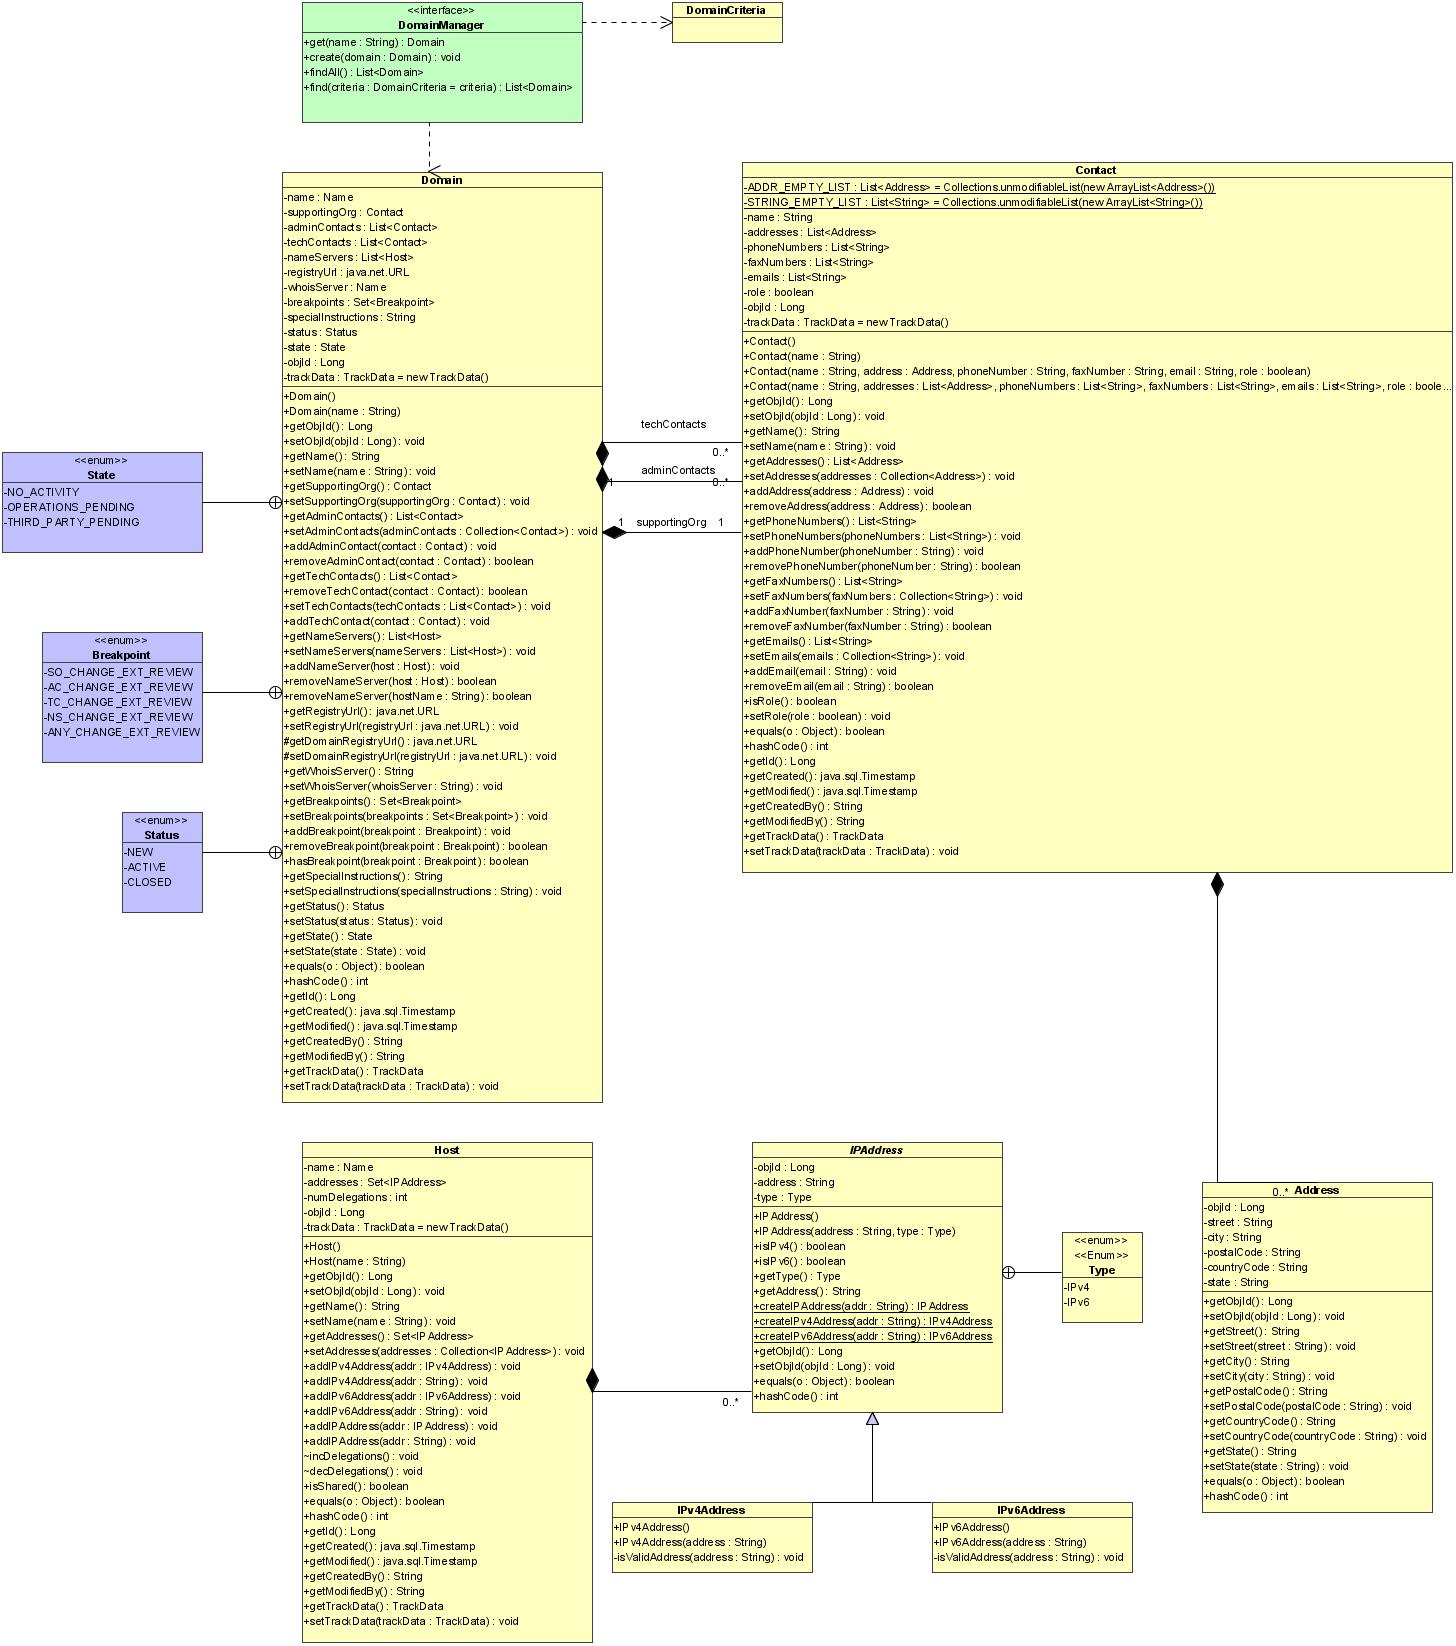 <<interface>>
DomainManager
+get(name : String) : Domain
+create(domain : Domain) : void
+findAll() : List<Domain>
+find(criteria : DomainCriteria = criteria) : List<Domain>
DomainCriteria
Domain
-name : Name
-supportingOrg : Contact
-adminContacts : List<Contact>
-techContacts : List<Contact>
-nameServers : List<Host>
-registryUrl : java.net.URL
-whoisServer : Name
-breakpoints : Set<Breakpoint>
-specialInstructions : String
-status : Status
-state : State
-objId : Long
-trackData : TrackData = new TrackData()
+Domain()
+Domain(name : String)
+getObjId() : Long
+setObjId(objId : Long) : void
+getName() : String
+setName(name : String) : void
+getSupportingOrg() : Contact
+setSupportingOrg(supportingOrg : Contact) : void
+getAdminContacts() : List<Contact>
+setAdminContacts(adminContacts : Collection<Contact>) : void
+addAdminContact(contact : Contact) : void
+removeAdminContact(contact : Contact) : boolean
+getTechContacts() : List<Contact>
+removeTechContact(contact : Contact) : boolean
+setTechContacts(techContacts : List<Contact>) : void
+addTechContact(contact : Contact) : void
+getNameServers() : List<Host>
+setNameServers(nameServers : List<Host>) : void
+addNameServer(host : Host) : void
+removeNameServer(host : Host) : boolean
+removeNameServer(hostName : String) : boolean
+getRegistryUrl() : java.net.URL
+setRegistryUrl(registryUrl : java.net.URL) : void
#getDomainRegistryUrl() : java.net.URL
#setDomainRegistryUrl(registryUrl : java.net.URL) : void
+getWhoisServer() : String
+setWhoisServer(whoisServer : String) : void
+getBreakpoints() : Set<Breakpoint>
+setBreakpoints(breakpoints : Set<Breakpoint>) : void
+addBreakpoint(breakpoint : Breakpoint) : void
+removeBreakpoint(breakpoint : Breakpoint) : boolean
+hasBreakpoint(breakpoint : Breakpoint) : boolean
+getSpecialInstructions() : String
+setSpecialInstructions(specialInstructions : String) : void
+getStatus() : Status
+setStatus(status : Status) : void
+getState() : State
+setState(state : State) : void
+equals(o : Object) : boolean
+hashCode() : int
+getId() : Long
+getCreated() : java.sql.Timestamp
+getModified() : java.sql.Timestamp
+getCreatedBy() : String
+getModifiedBy() : String
+getTrackData() : TrackData
+setTrackData(trackData : TrackData) : void
techContacts
0..*
adminContacts
1
0..*
1
supportingOrg
1
Contact
-ADDR_EMPTY_LIST : List<Address> = Collections.unmodifiableList(new ArrayList<Address>())
-STRING_EMPTY_LIST : List<String> = Collections.unmodifiableList(new ArrayList<String>())
-name : String
-addresses : List<Address>
-phoneNumbers : List<String>
-faxNumbers : List<String>
-emails : List<String>
-role : boolean
-objId : Long
-trackData : TrackData = new TrackData()
+Contact()
+Contact(name : String)
+Contact(name : String, address : Address, phoneNumber : String, faxNumber : String, email : String, role : boolean)
+Contact(name : String, addresses : List<Address>, phoneNumbers : List<String>, faxNumbers : List<String>, emails : List<String>, role : boole...
+getObjId() : Long
+setObjId(objId : Long) : void
+getName() : String
+setName(name : String) : void
+getAddresses() : List<Address>
+setAddresses(addresses : Collection<Address>) : void
+addAddress(address : Address) : void
+removeAddress(address : Address) : boolean
+getPhoneNumbers() : List<String>
+setPhoneNumbers(phoneNumbers : List<String>) : void
+addPhoneNumber(phoneNumber : String) : void
+removePhoneNumber(phoneNumber : String) : boolean
+getFaxNumbers() : List<String>
+setFaxNumbers(faxNumbers : Collection<String>) : void
+addFaxNumber(faxNumber : String) : void
+removeFaxNumber(faxNumber : String) : boolean
+getEmails() : List<String>
+setEmails(emails : Collection<String>) : void
+addEmail(email : String) : void
+removeEmail(email : String) : boolean
+isRole() : boolean
+setRole(role : boolean) : void
+equals(o : Object) : boolean
+hashCode() : int
+getId() : Long
+getCreated() : java.sql.Timestamp
+getModified() : java.sql.Timestamp
+getCreatedBy() : String
+getModifiedBy() : String
+getTrackData() : TrackData
+setTrackData(trackData : TrackData) : void
<<enum>>
State
-NO_ACTIVITY
-OPERATIONS_PENDING
-THIRD_PARTY_PENDING
<<enum>>
Breakpoint
-SO_CHANGE_EXT_REVIEW
-AC_CHANGE_EXT_REVIEW
-TC_CHANGE_EXT_REVIEW
-NS_CHANGE_EXT_REVIEW
-ANY_CHANGE_EXT_REVIEW
<<enum>>
Status
-NEW
-ACTIVE
-CLOSED
Host
-name : Name
-addresses : Set<IPAddress>
-numDelegations : int
-objId : Long
-trackData : TrackData = new TrackData()
+Host()
+Host(name : String)
+getObjId() : Long
+setObjId(objId : Long) : void
+getName() : String
+setName(name : String) : void
+getAddresses() : Set<IPAddress>
+setAddresses(addresses : Collection<IPAddress>) : void
+addIPv4Address(addr : IPv4Address) : void
+addIPv4Address(addr : String) : void
+addIPv6Address(addr : IPv6Address) : void
+addIPv6Address(addr : String) : void
+addIPAddress(addr : IPAddress) : void
+addIPAddress(addr : String) : void
~incDelegations() : void
~decDelegations() : void
+isShared() : boolean
+equals(o : Object) : boolean
+hashCode() : int
+getId() : Long
+getCreated() : java.sql.Timestamp
+getModified() : java.sql.Timestamp
+getCreatedBy() : String
+getModifiedBy() : String
+getTrackData() : TrackData
+setTrackData(trackData : TrackData) : void
0..*
IPAddress
-objId : Long
-address : String
-type : Type
+IPAddress()
+IPAddress(address : String, type : Type)
+isIPv4() : boolean
+isIPv6() : boolean
+getType() : Type
+getAddress() : String
+createIPAddress(addr : String) : IPAddress
+createIPv4Address(addr : String) : IPv4Address
+createIPv6Address(addr : String) : IPv6Address
+getObjId() : Long
+setObjId(objId : Long) : void
+equals(o : Object) : boolean
+hashCode() : int
<<enum>>
<<Enum>>
Type
-IPv4
-IPv6
IPv4Address
+IPv4Address()
+IPv4Address(address : String)
-isValidAddress(address : String) : void
IPv6Address
+IPv6Address()
+IPv6Address(address : String)
-isValidAddress(address : String) : void
0..*
Address
-objId : Long
-street : String
-city : String
-postalCode : String
-countryCode : String
-state : String
+getObjId() : Long
+setObjId(objId : Long) : void
+getStreet() : String
+setStreet(street : String) : void
+getCity() : String
+setCity(city : String) : void
+getPostalCode() : String
+setPostalCode(postalCode : String) : void
+getCountryCode() : String
+setCountryCode(countryCode : String) : void
+getState() : String
+setState(state : String) : void
+equals(o : Object) : boolean
+hashCode() : int